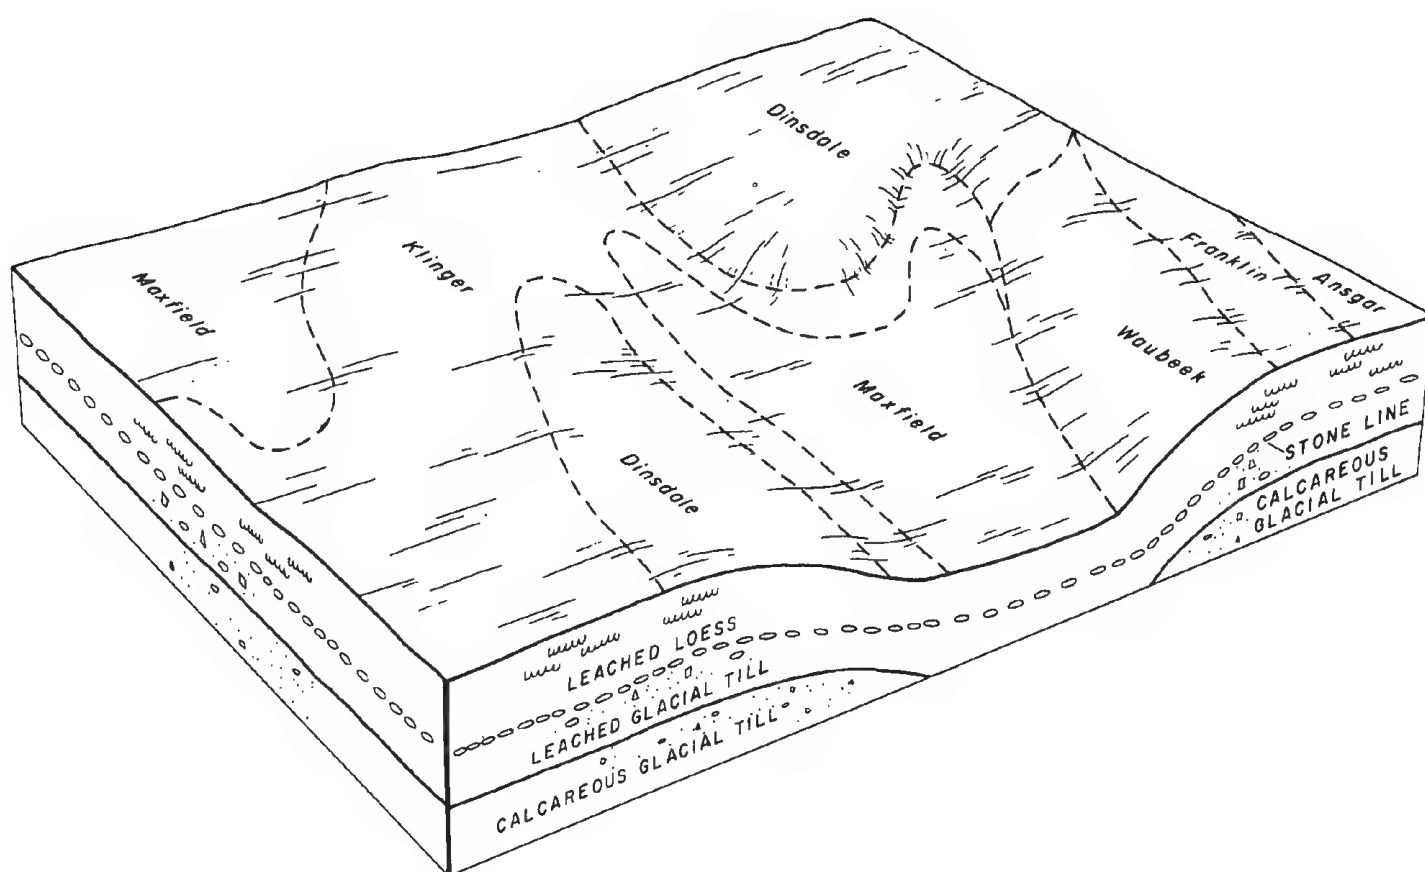 Dinsdale
Klinger
Maxfield
Franklin
Ansgar
Waubeek
Maxfield
Dinsdale
STONE LINE
CALCAREOUS
GLACIAL TILL
LEACHED LOESS
LEACHED GLACIAL TILL
CALCAREOUS GLACIAL TILL